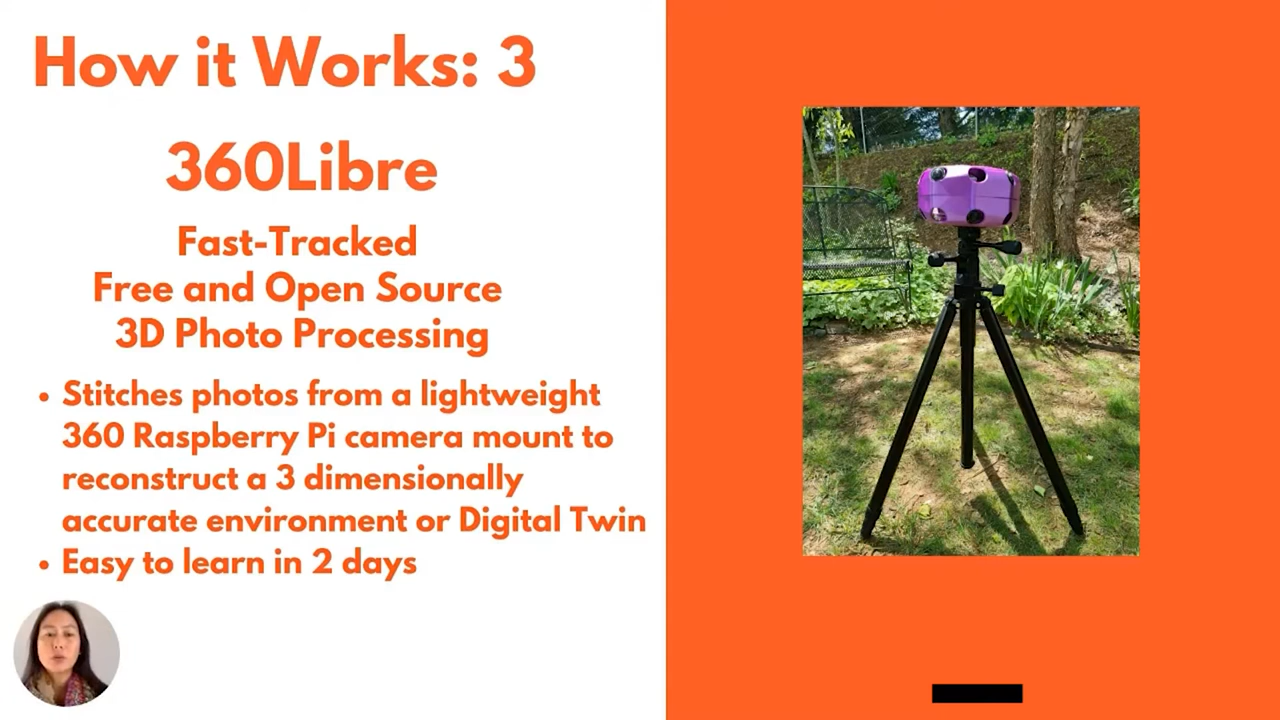 How it Works: 3
360Libre
Fast-Tracked
Free and Open Source
3D Photo Processing
• Stitches photos from a lightweight
360 Raspberry Pi camera mount to
reconstruct a 3 dimensionally
accurate environment or Digital Twin
• Easy to learn in 2 days